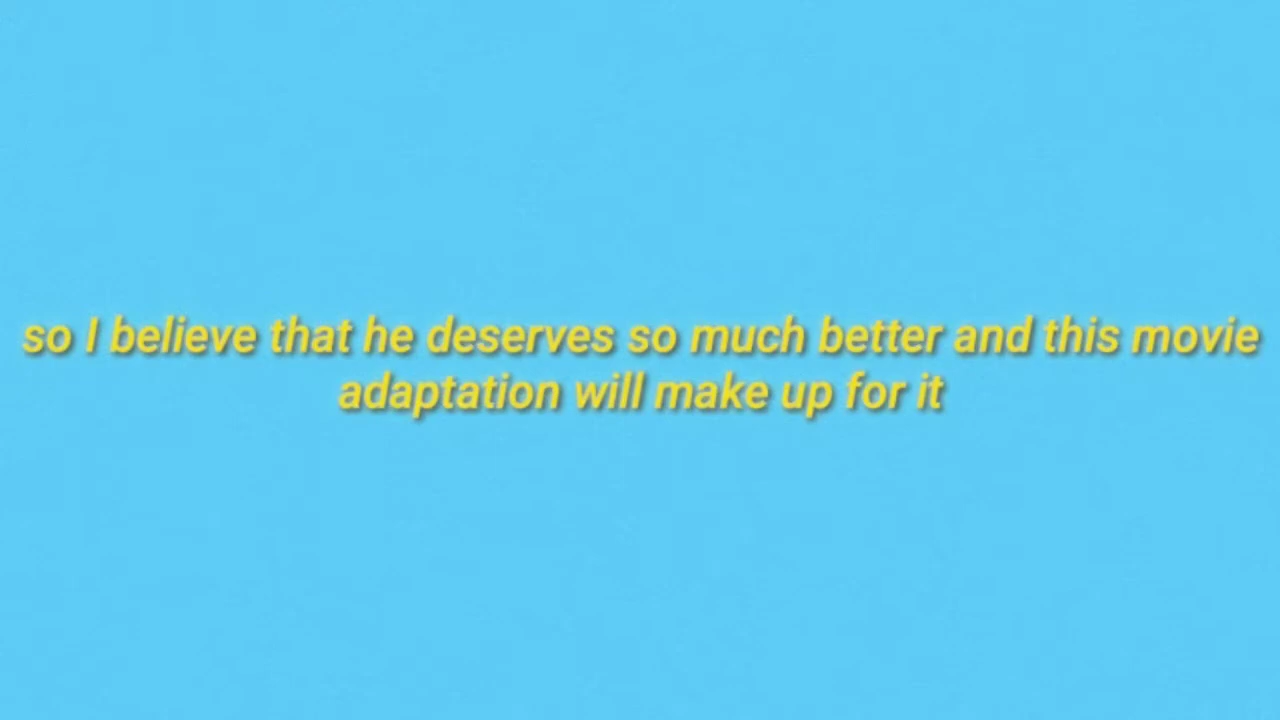 so I believe that he deserves so much better and this movie
adaptation will make up for it